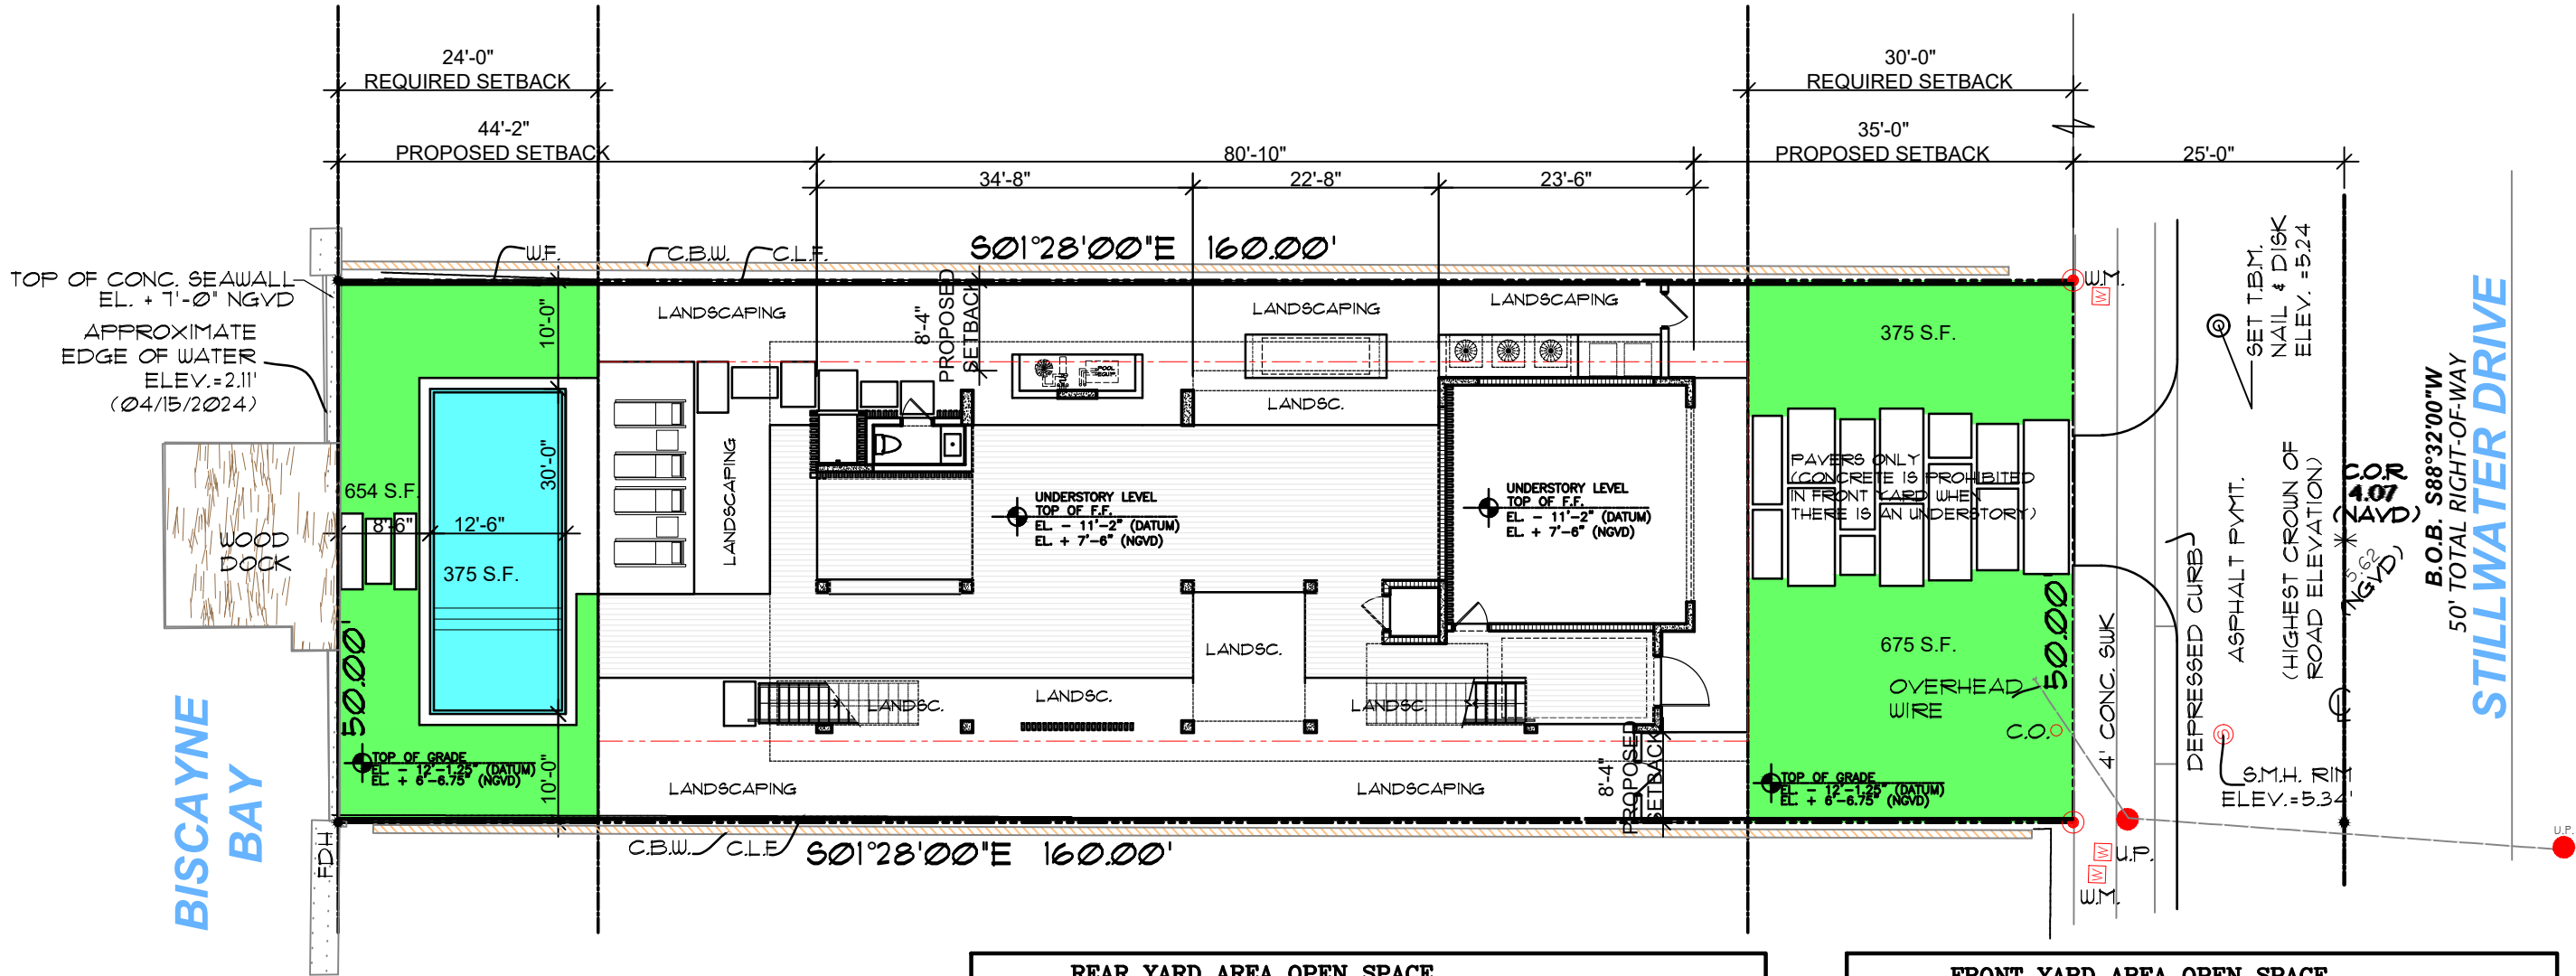 24'-0"
REQUIRED SETBACK
30'-0"
REQUIRED SETBACK
44'-2"
PROPOSED SETBACK
80'-10"
35'-0"
PROPOSED SETBACK
25'-0"
34'-8"
22'-8"
23'-6"
W.F.
C.B.W.
C.L.F.
S01°28'00"E 160.00'
TOP OF CONC. SEAWALL
EL. + 7'-0" NGVD
APPROXIMATE
EDGE OF WATER
ELEV.=2.11'
(04/15/2024)
10'-0"
LANDSCAPING
8'-4"
PROPOSED
SETBACK
LANDSCAPING
LANDSCAPING
375 S.F.
W.M.
W
SET T.B.M.
NAIL & DISK
ELEV. =5.24
POOL
EQUIP.
LANDSC.
LANDSCAPING
30'-0"
654 S.F.
8'-6"
12'-6"
WOOD
DOCK
375 S.F.
UNDERSTORY LEVEL
TOP OF F.F.
EL. - 11'-2" (DATUM)
EL. + 7'-6" (NGVD)
UNDERSTORY LEVEL
TOP OF F.F.
EL. - 11'-2" (DATUM)
EL. + 7'-6" (NGVD)
PAVERS ONLY
(CONCRETE IS PROHIBITED
IN FRONT YARD WHEN
THERE IS AN UNDERSTORY)
C.O.R.
4.07
(NAVD)
5.62
(NGVD)
B.O.B. S88°32'00"W
50' TOTAL RIGHT-OF-WAY
STILLWATER DRIVE
ASPHALT PVMT.
(HIGHEST CROWN OF
ROAD ELEVATION)
DEPRESSED CURB
4' CONC. SWK
50.00'
50.00'
LANDSC.
675 S.F.
OVERHEAD
WIRE
C.O.
LANDSC.
LANDSC.
LANDSC.
BISCAYNE
BAY
TOP OF GRADE
EL. - 12'-1.25" (DATUM)
EL. + 6'-6.75" (NGVD)
10'-0"
LANDSCAPING
LANDSCAPING
8'-4"
PROPOSED
SETBACK
TOP OF GRADE
EL. - 12'-1.25" (DATUM)
EL. + 6'-6.75" (NGVD)
S
S.M.H. RIM
ELEV.=5.34'
U.P.
FDH
C.B.W.
C.L.F.
S01°28'00"E 160.00'
W
U.P.
W
W.M.
REAR YARD AREA OPEN SPACE
FRONT YARD AREA OPEN SPACE